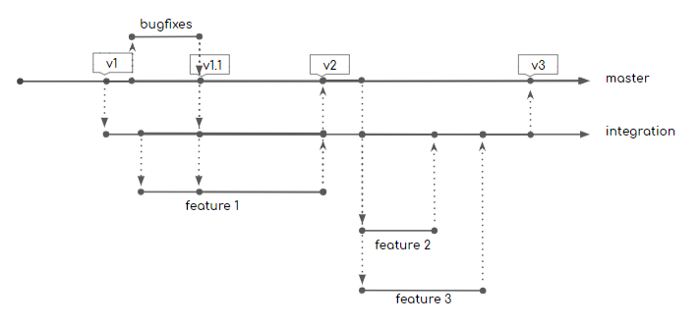 bugfixes
v1
v1.1
v2
v3
master
integration
feature 1
feature 2
feature 3